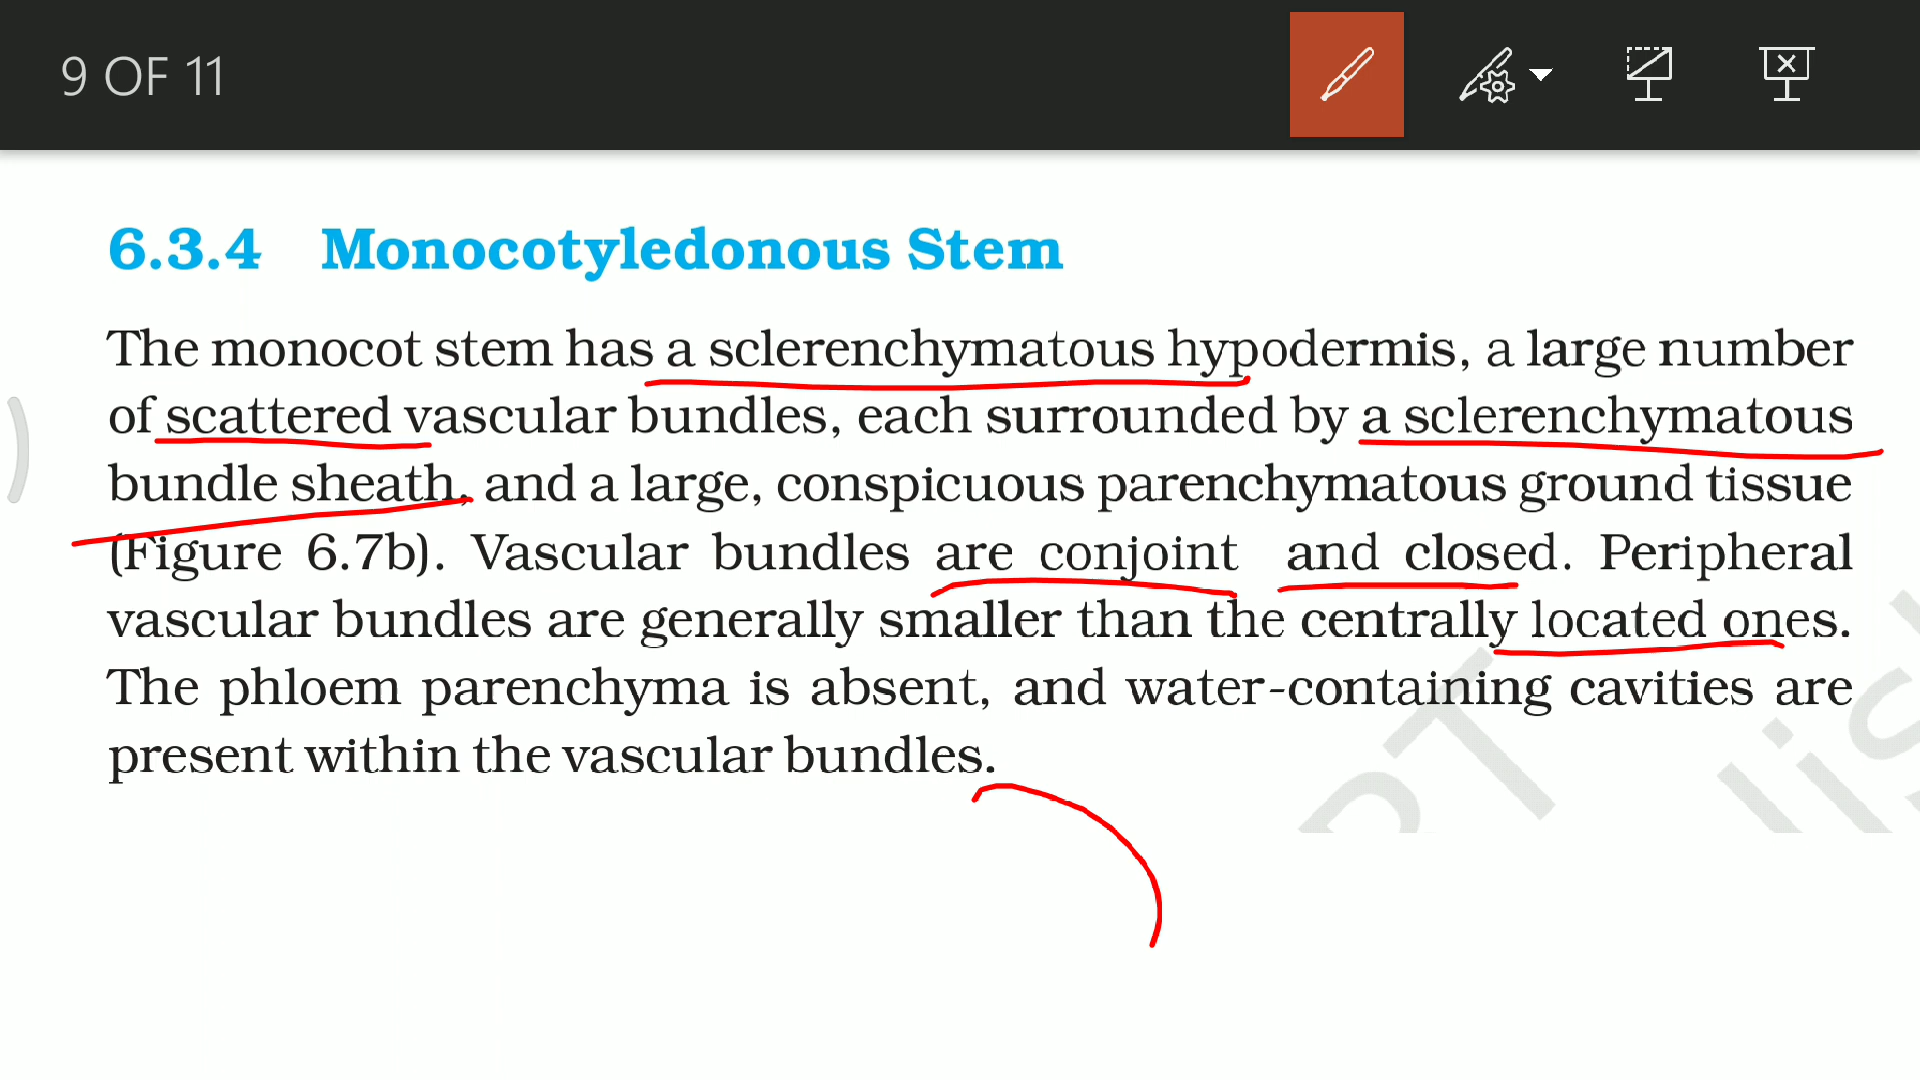 9 OF 11
6.3.4 Monocotyledonous Stem
The monocot stem has a sclerenchymatous hypodermis, a large number
of scattered vascular bundles, each surrounded by a sclerenchymatous
bundle sheath, and a large, conspicuous parenchymatous ground tissue
(Figure 6.7b). Vascular bundles are conjoint and closed. Peripheral
vascular bundles are generally smaller than the centrally located ones.
The phloem parenchyma is absent, and water-containing cavities are
present within the vascular bundles.